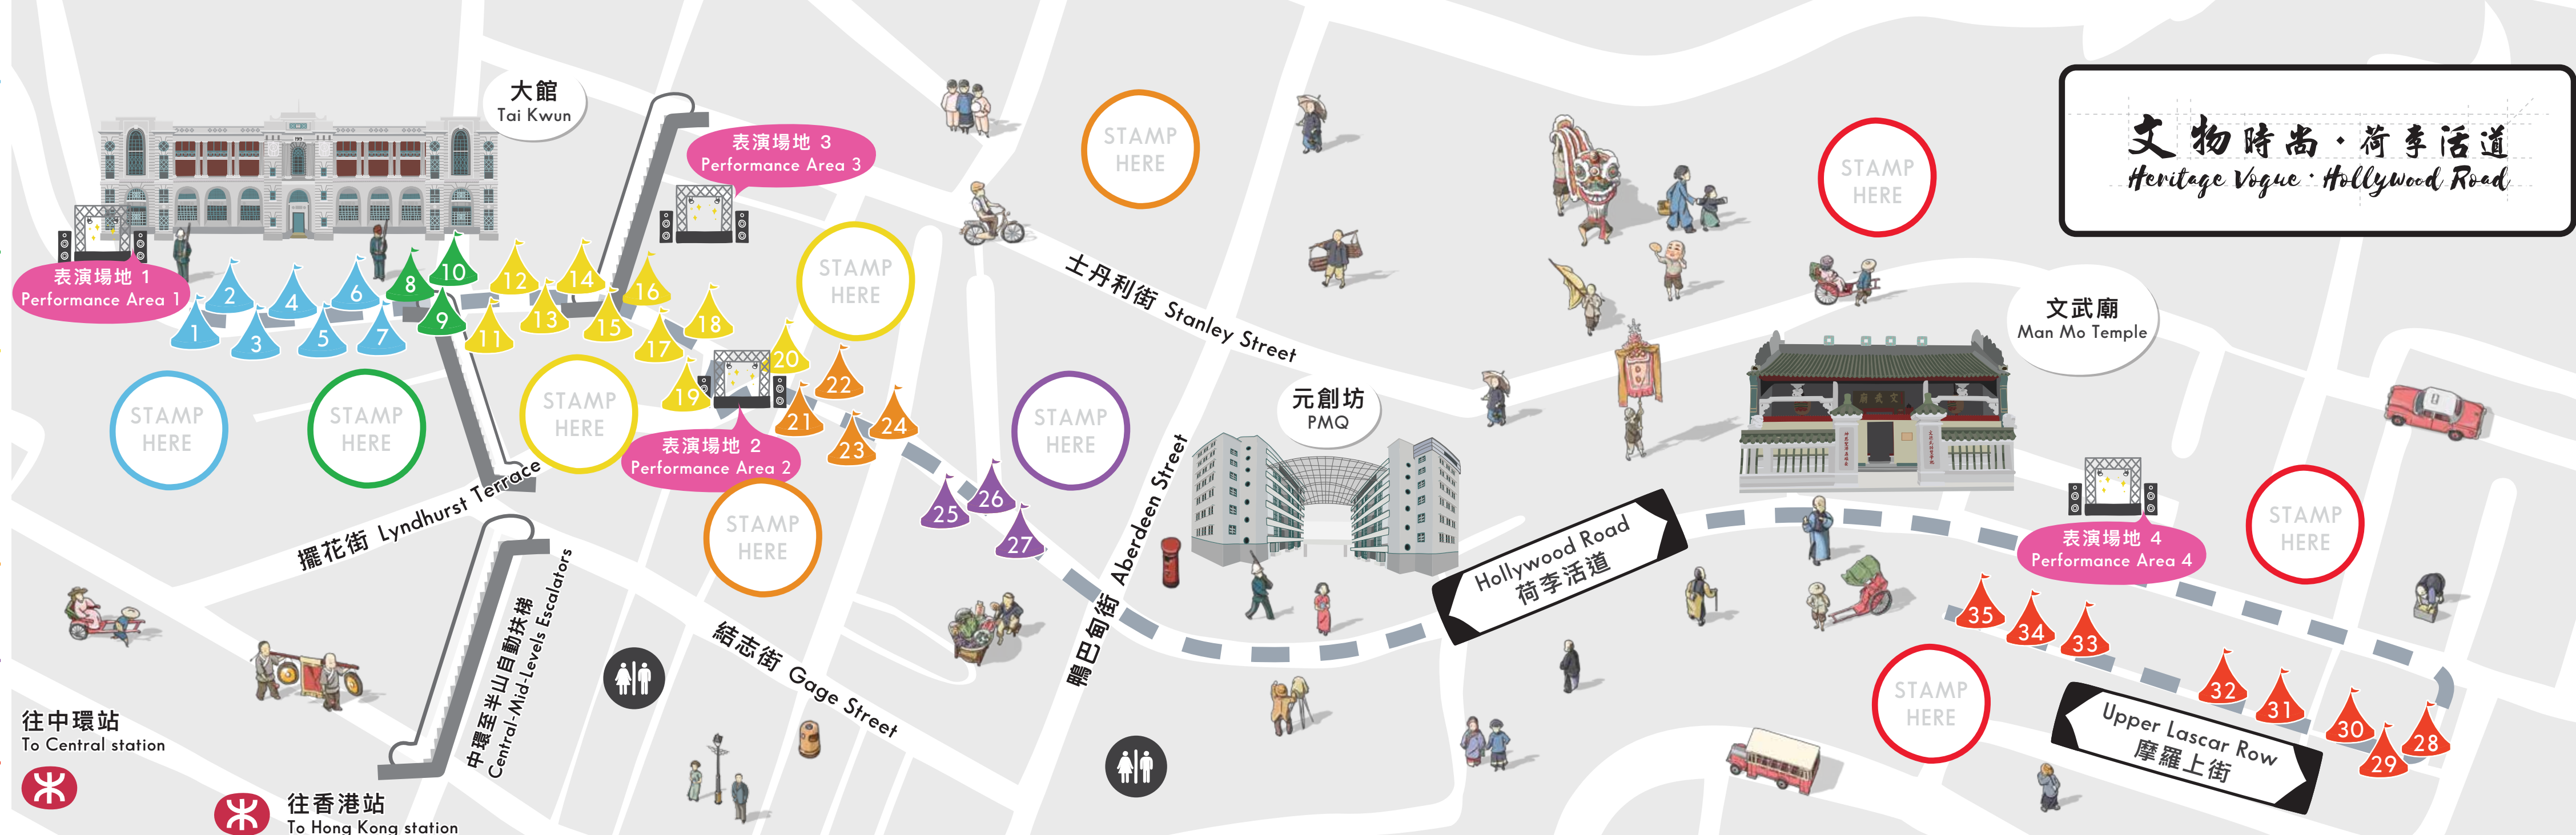 文物時尚・荷李活道
Heritage Vogue・Hollywood Road
大館
Tai Kwun
表演場地 3
Performance Area 3
表演場地 1
Performance Area 1
1
2
3
4
5
6
7
8
9
10
11
12
13
14
15
16
17
18
19
20
21
22
23
24
25
26
27
STAMP
HERE
STAMP
HERE
STAMP
HERE
STAMP
HERE
STAMP
HERE
STAMP
HERE
STAMP
HERE
表演場地 2
Performance Area 2
擺花街 Lyndhurst Terrace
中環至半山自動扶梯
Central-Mid-Levels Escalators
結志街 Gage Street
士丹利街 Stanley Street
鴨巴甸街 Aberdeen Street
元創坊
PMQ
Hollywood Road
荷李活道
STAMP
HERE
文武廟
Man Mo Temple
文武廟
表演場地 4
Performance Area 4
STAMP
HERE
STAMP
HERE
35
34
33
32
31
30
29
28
Upper Lascar Row
摩羅上街
往中環站
To Central station
往香港站
To Hong Kong station